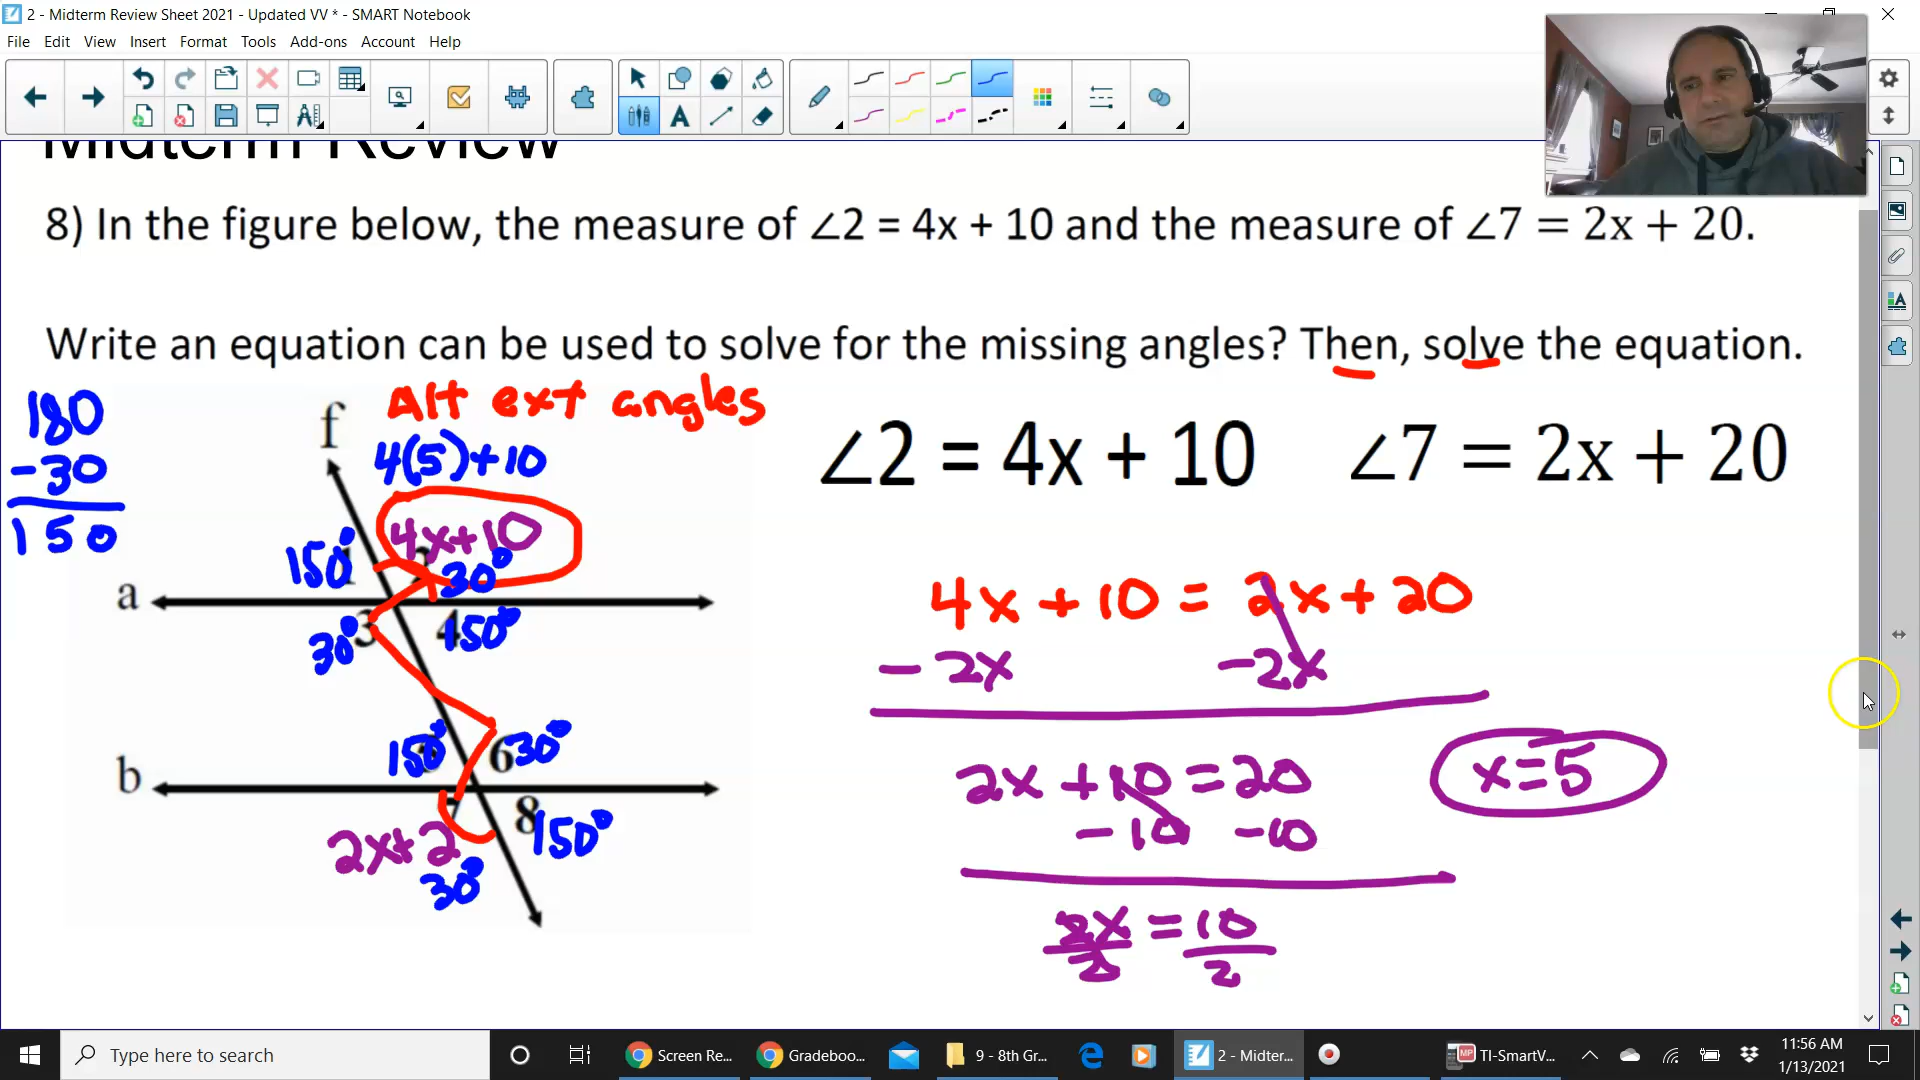 2 - Midterm Review Sheet 2021 - Updated VV * - SMART Notebook
File Edit View Insert Format Tools Add-ons Account Help
Midterm Review
8) In the figure below, the measure of ∠2 = 4x + 10 and the measure of ∠7 = 2x + 20.
Write an equation can be used to solve for the missing angles? Then, solve the equation.
180
-30
150
Alt ext angles
f
4(5)+10
4x+10
150°
30°
a
30°
3
4
150°
150°
6
30°
b
8
150°
2x+2
30°
∠2 = 4x + 10
∠7 = 2x + 20
4x + 10 = 2x + 20
- 2x -2x
2x + 10 = 20
- 10 -10
2x = 10
2 2
x=5
Type here to search
Screen Re...
Gradeboo...
9 - 8th Gr...
2 - Midter...
TI-SmartV...
11:56 AM
1/13/2021